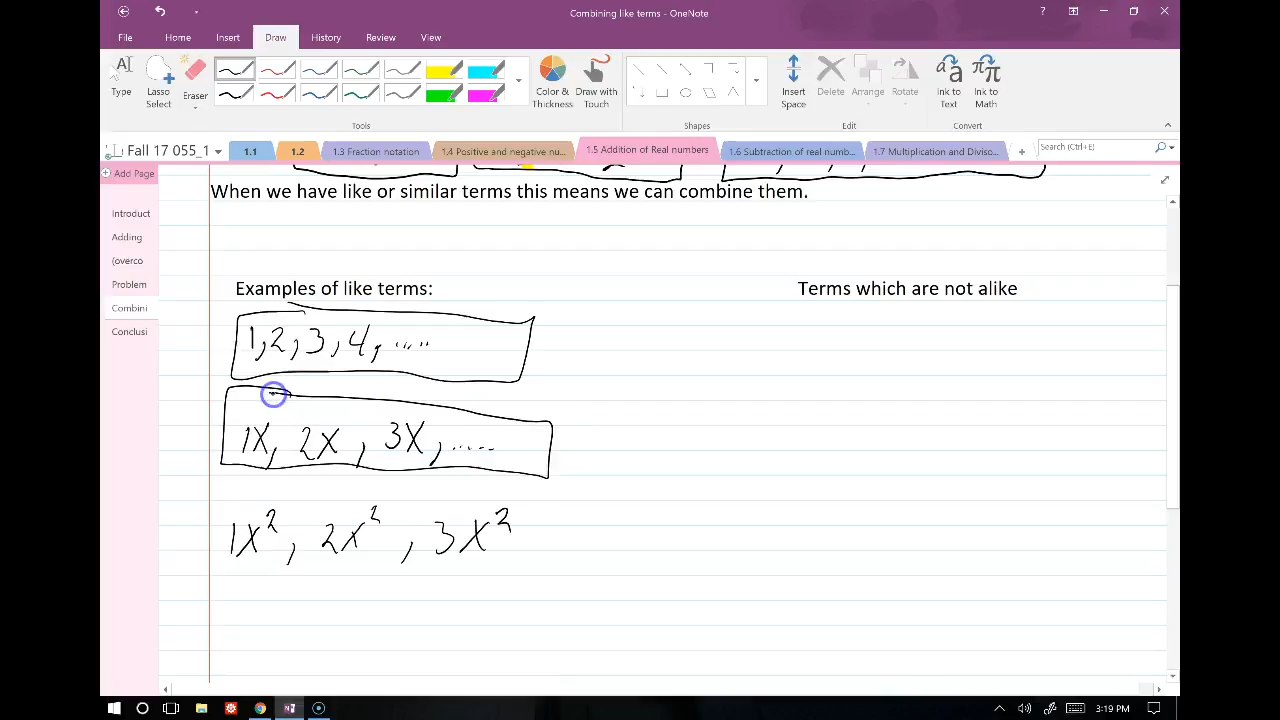 Combining like terms - OneNote
?
File Home Insert Draw History Review View
Type
Lasso Select
Eraser
Color & Thickness
Draw with Touch
Insert Space
Delete
Arrange
Rotate
Ink to Text
Ink to Math
Tools
Shapes
Edit
Convert
Fall 17 055_1
1.1
1.2
1.3 Fraction notation
1.4 Positive and negative nu...
1.5 Addition of Real numbers
1.6 Subtraction of real numb...
1.7 Multiplication and Diviso...
Search (Ctrl+E)
Add Page
Introduct
Adding
(overco
Problem
Combini
Conclusi
When we have like or similar terms this means we can combine them.
Examples of like terms:
Terms which are not alike
1, 2, 3, 4, .....
1x, 2x, 3x, .....
1x², 2x², 3x²
3:19 PM